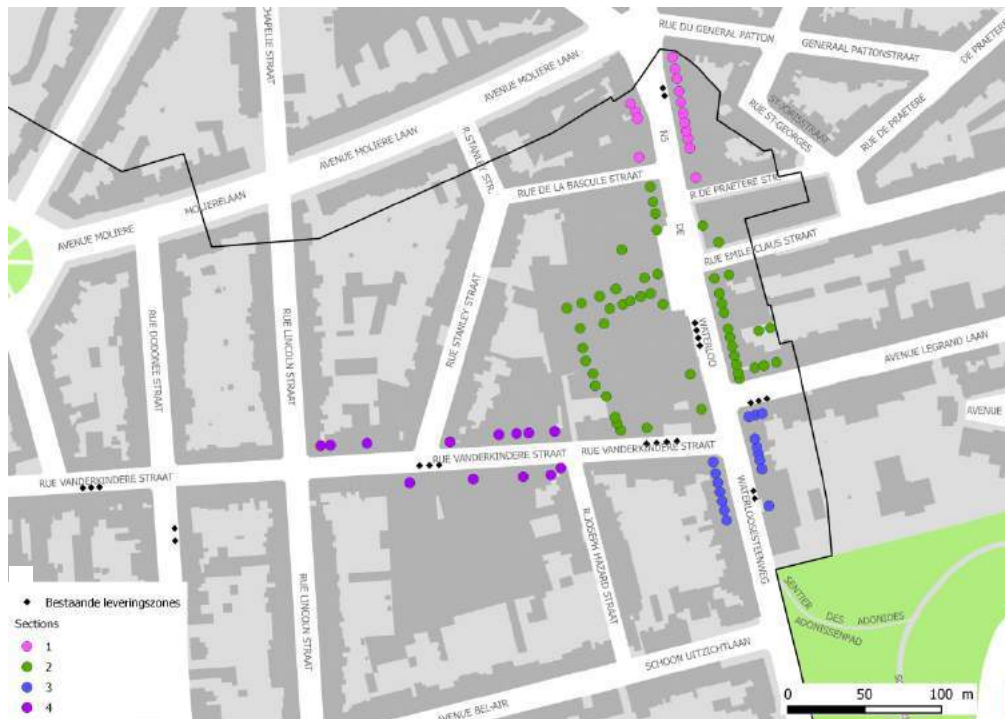 CHAPELIE STRAAT
RUE DU GENERAL PATTON
GENERAAL PATTONSTRAAT
DE PRAETERE
AVENUE MOLIERE LAAN
ST-JORISSTRAAT
RUE ST-GEORGES
RUE DE PRAETERE
N5
R.STANLEY STR.
AVENUE MOLIERE LAAN
RUE DE LA BASCULE STRAAT
R.DE PRAETERE STR.
MOLIERELAAN
AVENUE MOLIERE
DE
RUE EMILE CLAUS STRAAT
RUE DODONEE STRAAT
RUE LINCOLN STRAAT
RUE STANLEY STRAAT
WATERLOO
AVENUE LEGRAND LAAN
AVENUE
RUE VANDERKINDERE STRAAT
RUE VANDERKINDERE STRAAT
RUE VANDERKINDERE STRAAT
R.JOSEPH HAZARD STRAAT
WATERLOOSESTEENWEG
RUE LINCOLN STRAAT
SENTIER DES ADONIDES
ADONISSENPAD
SCHOON UITZICHTLAAN
AVENUE BEL-AIR
Bestaande leveringszones
Sections
1
2
3
4
0 50 100 m